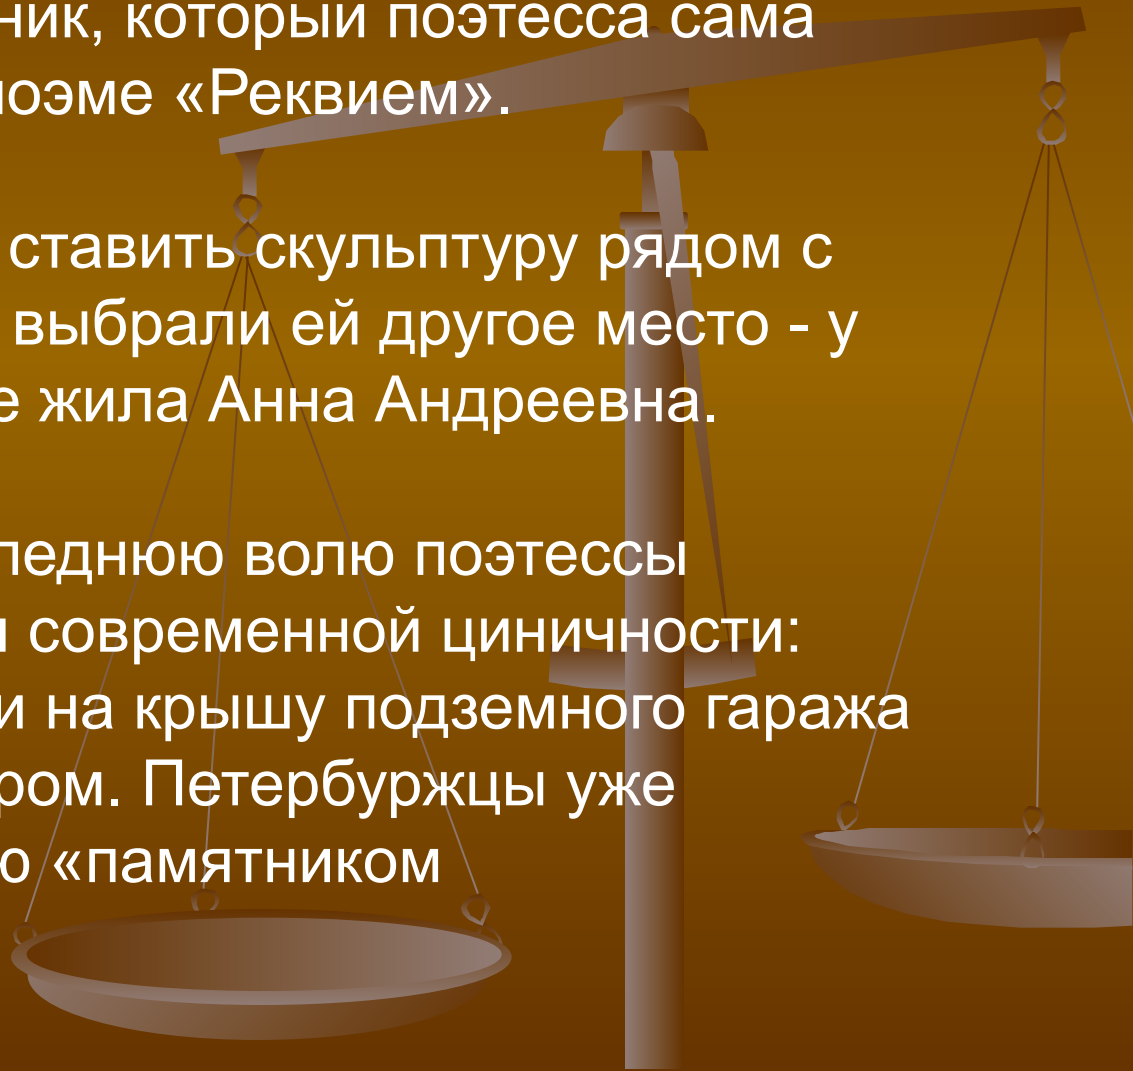 ник, который поэтесса сама
поэме «Реквием».
ставить скульптуру рядом с
выбрали ей другое место - у
е жила Анна Андреевна.
леднюю волю поэтессы
и современной циничности:
и на крышу подземного гаража
ром. Петербуржцы уже
ю «памятником